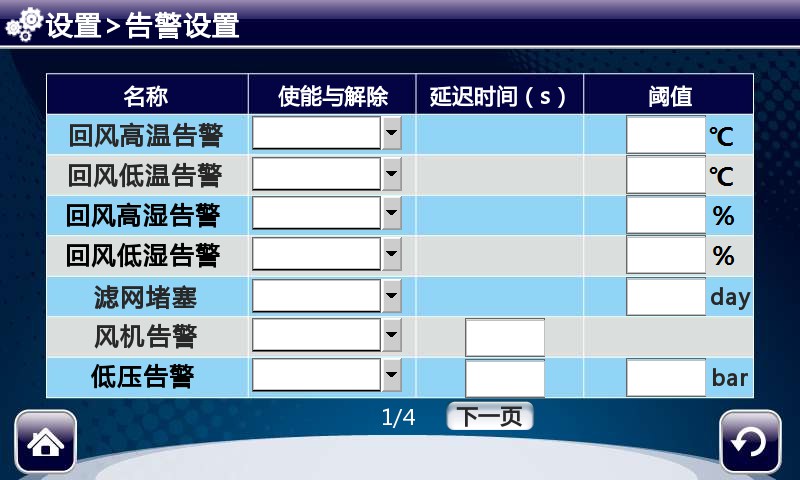 设置>告警设置
名称 使能与解除 延迟时间（s） 阈值
回风高温告警 ℃
回风低温告警 ℃
回风高湿告警 %
回风低湿告警 %
滤网堵塞 day
风机告警
低压告警 bar
1/4 下一页